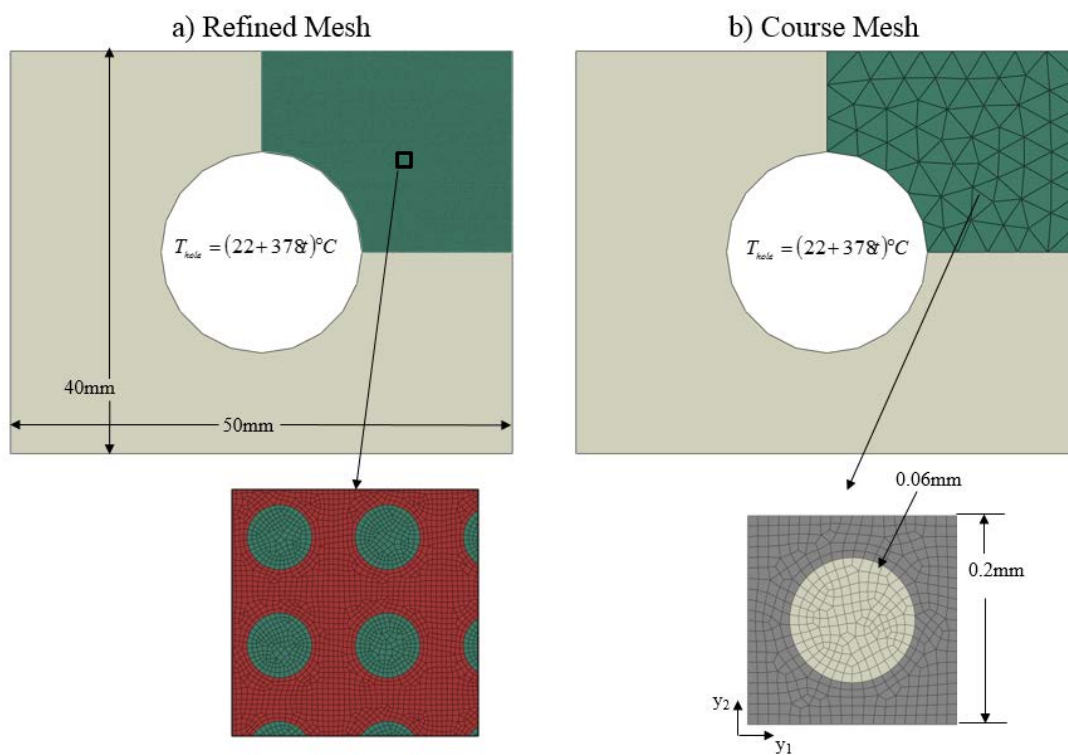 a) Refined Mesh
b) Course Mesh
T_hole = (22+378t)°C
T_hole = (22+378t)°C
40mm
50mm
0.06mm
0.2mm
y₂
y₁